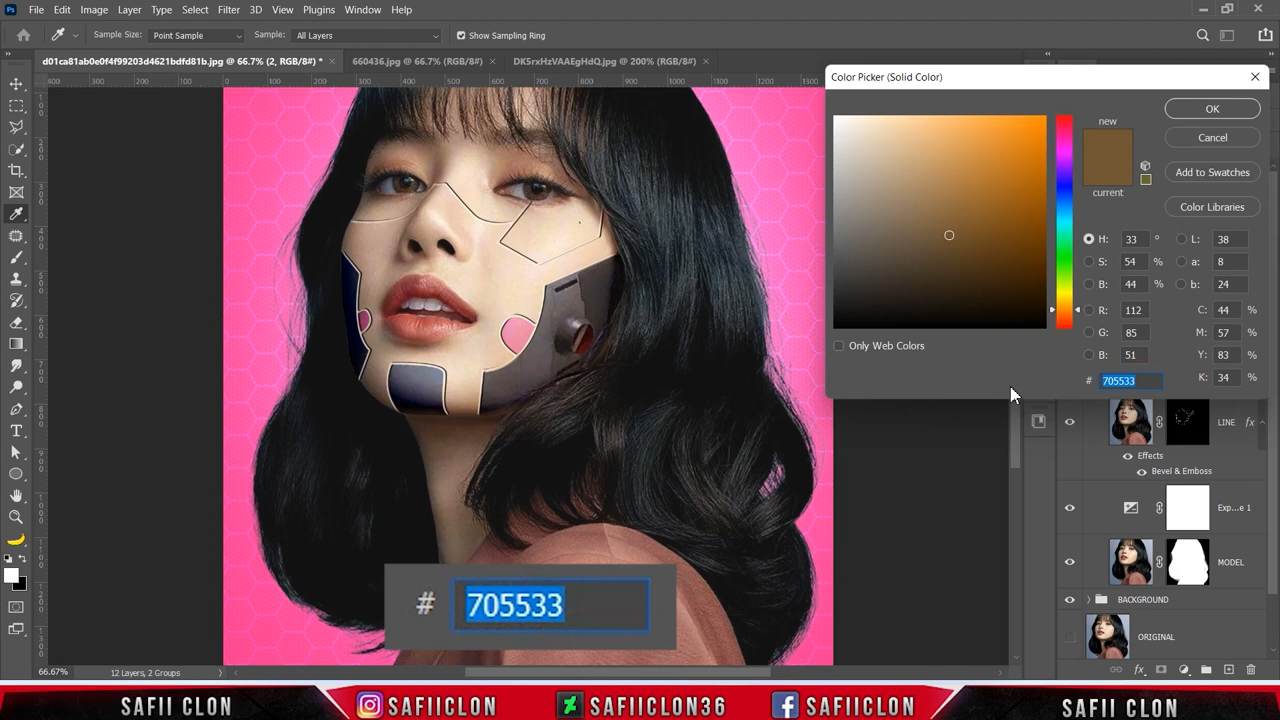 Ps File Edit Image Layer Type Select Filter 3D View Plugins Window Help
Sample Size: Point Sample Sample: All Layers Show Sampling Ring
d01ca81ab0e0f4f99203d4621bdfd81b.jpg @ 66.7% (2, RGB/8#) * × 660436.jpg @ 66.7% (RGB/8#) × DK5rxHzVAAEgHdQ.jpg @ 200% (RGB/8#) ×
Color Picker (Solid Color)
new
current
OK
Cancel
Add to Swatches
Color Libraries
H: 33 ° L: 38
S: 54 % a: 8
B: 44 % b: 24
R: 112 C: 44 %
G: 85 M: 57 %
B: 51 Y: 83 %
# 705533 K: 34 %
Only Web Colors
LINE fx
Effects
Bevel & Emboss
Exp...e 1
MODEL
BACKGROUND
ORIGINAL
# 705533
66.67% 12 Layers, 2 Groups
SAFII CLON SAFIICLON SAFIICLON36 SAFIICLON SAFII CLON